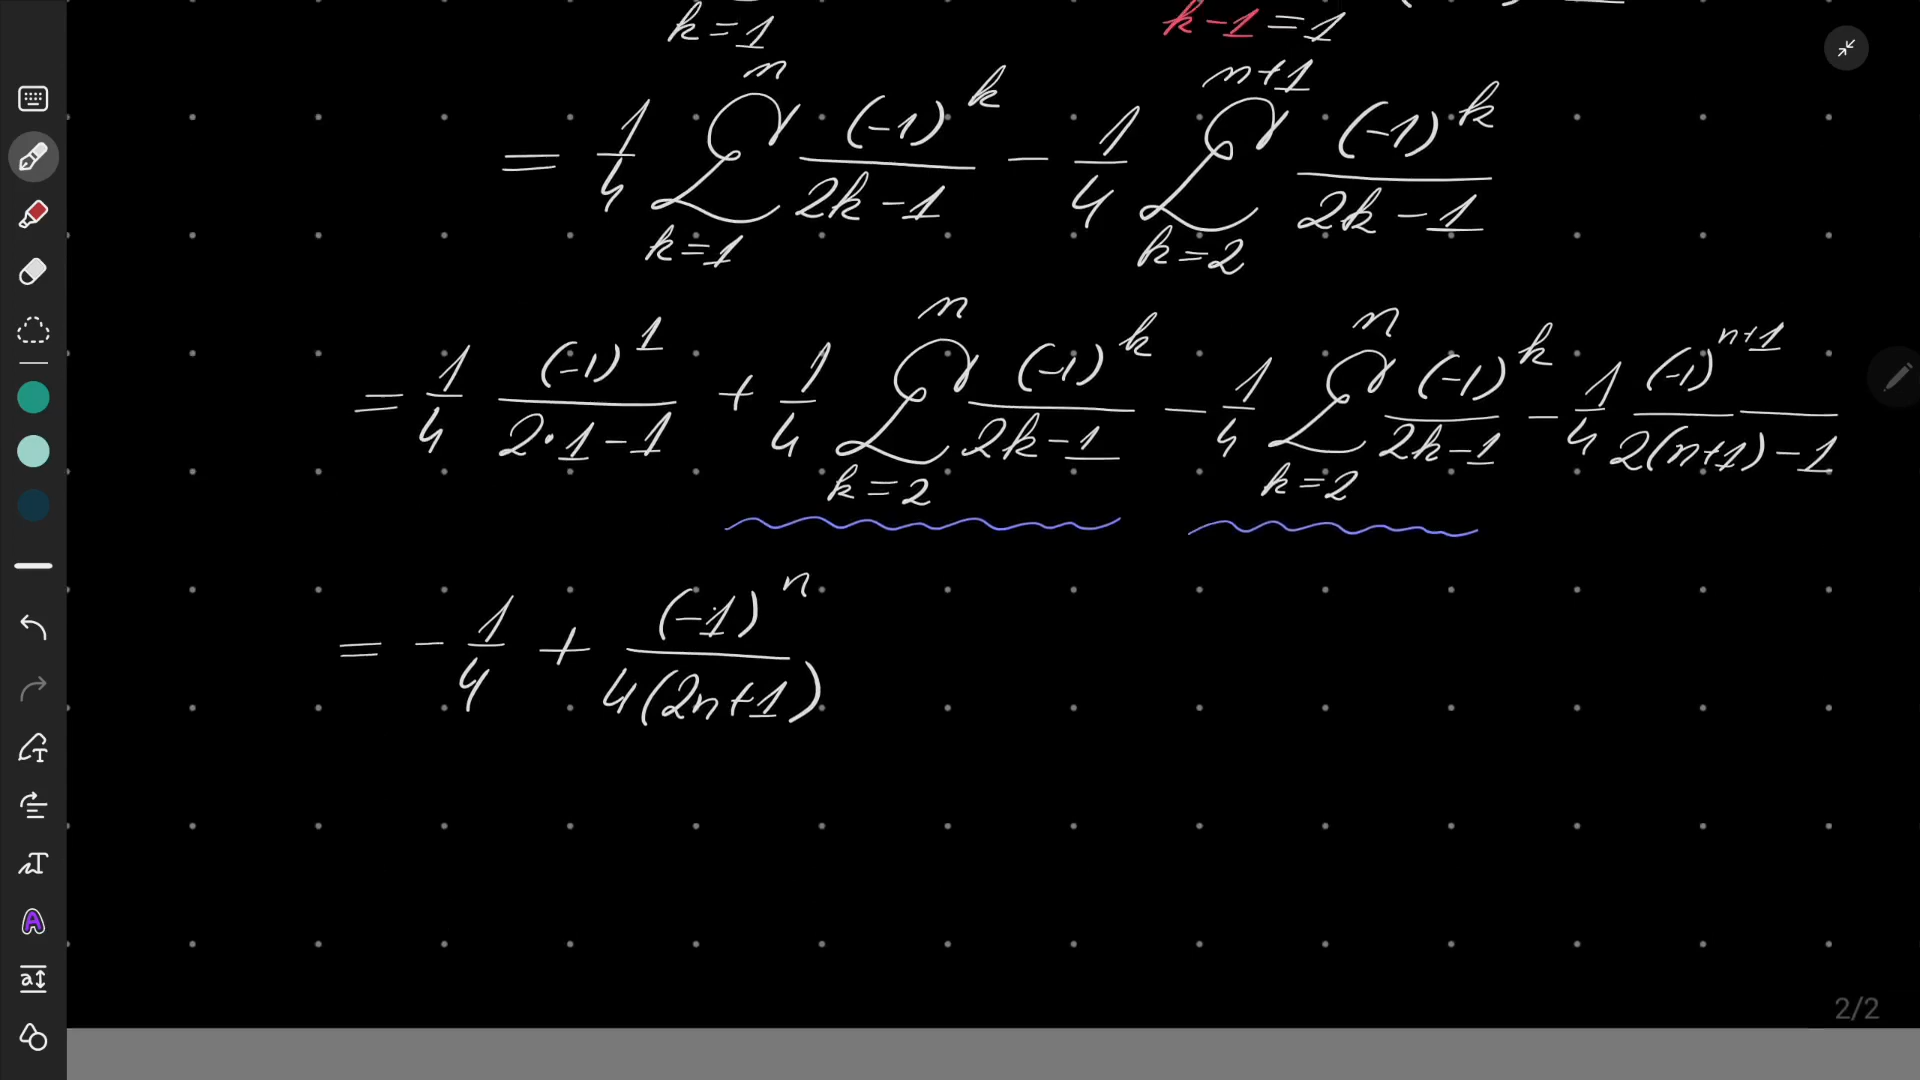 k=1 k-1=1
= 1/4 ∑_{k=1}^{n} (-1)^k/(2k-1) - 1/4 ∑_{k=2}^{n+1} (-1)^k/(2k-1)
= 1/4 (-1)^1/(2·1-1) + 1/4 ∑_{k=2}^{n} (-1)^k/(2k-1) - 1/4 ∑_{k=2}^{n} (-1)^k/(2k-1) - 1/4 (-1)^{n+1}/(2(n+1)-1)
= -1/4 + (-1)^n/(4(2n+1))
2/2